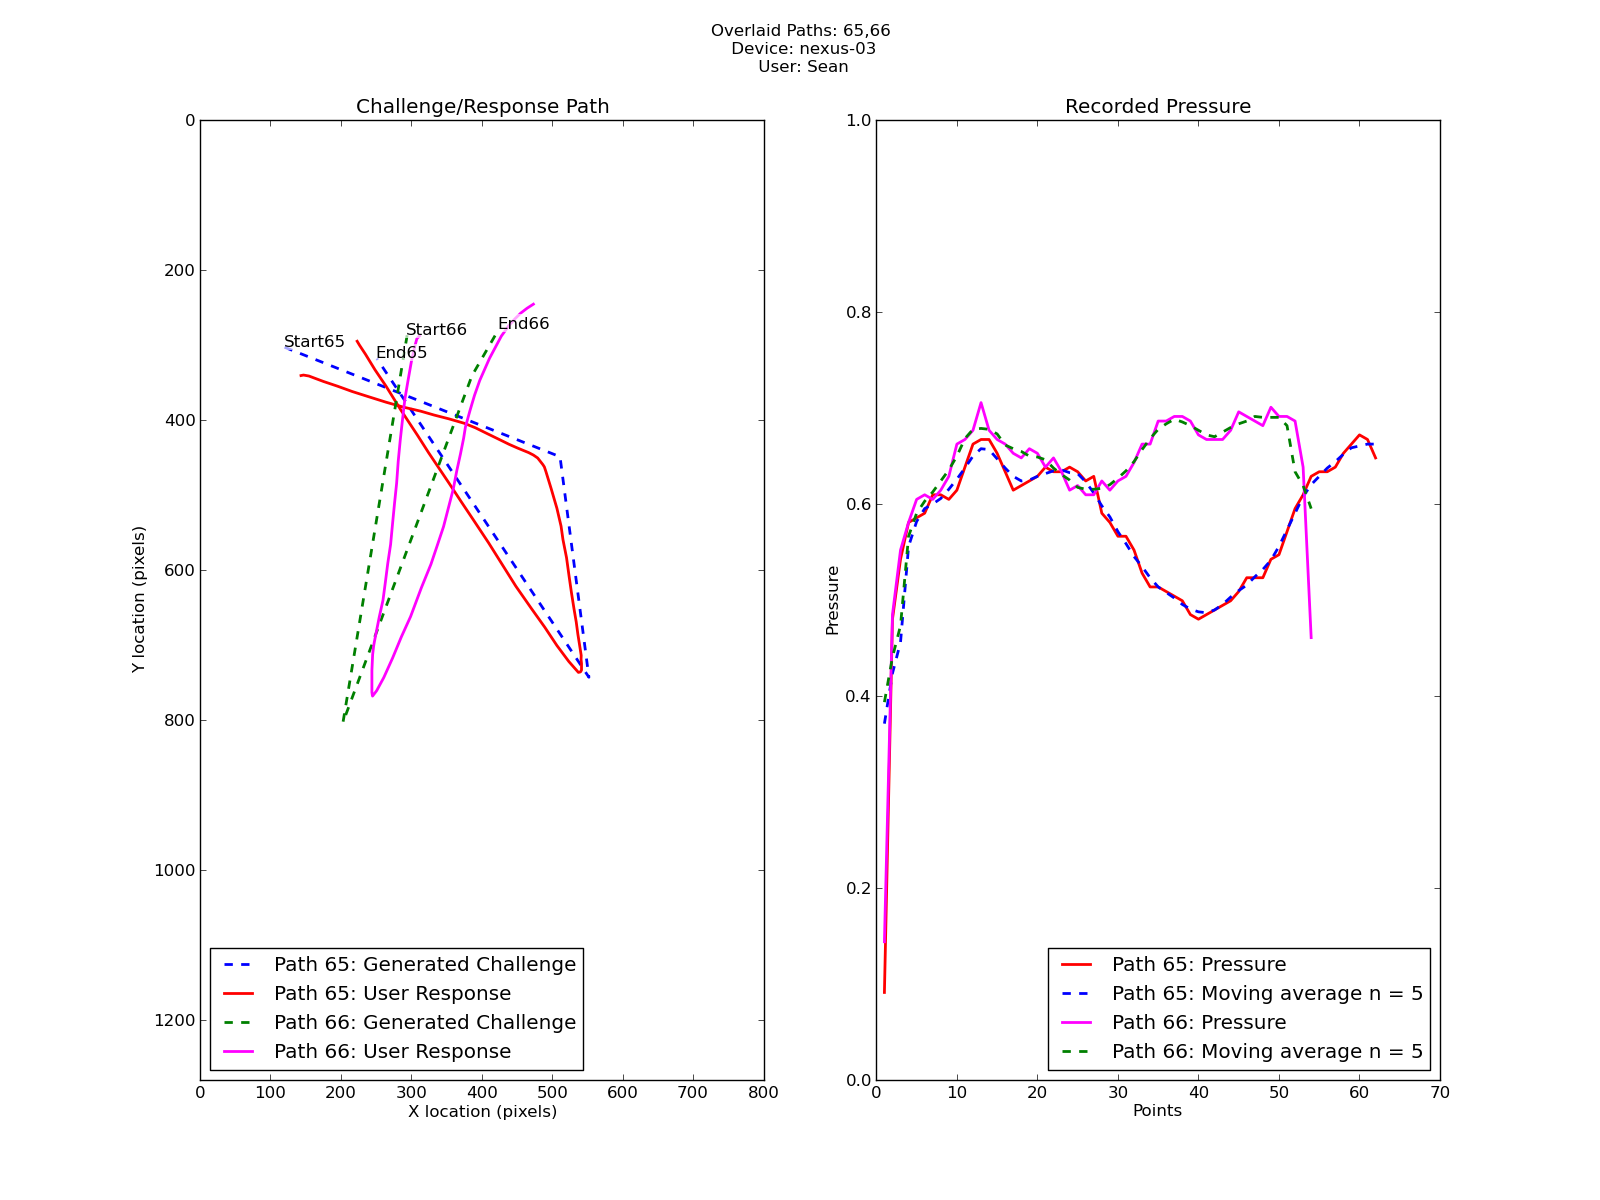 Overlaid Paths: 65,66
Device: nexus-03
User: Sean
Challenge/Response Path
0
200
400
600
800
1000
1200
Y location (pixels)
Start65
End65
Start66
End66
Path 65: Generated Challenge
Path 65: User Response
Path 66: Generated Challenge
Path 66: User Response
0 100 200 300 400 500 600 700 800
X location (pixels)
Recorded Pressure
1.0
0.8
0.6
0.4
0.2
0.0
Pressure
Path 65: Pressure
Path 65: Moving average n = 5
Path 66: Pressure
Path 66: Moving average n = 5
0 10 20 30 40 50 60 70
Points